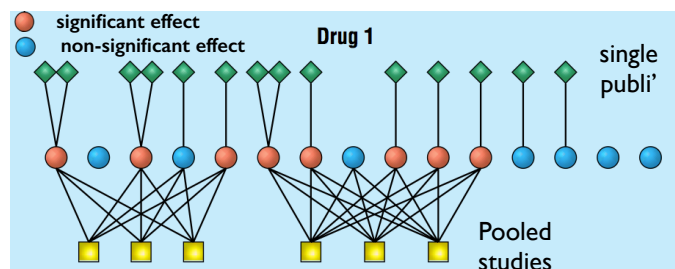 significant effect
non-significant effect
Drug 1
single
publi'
Pooled
studies